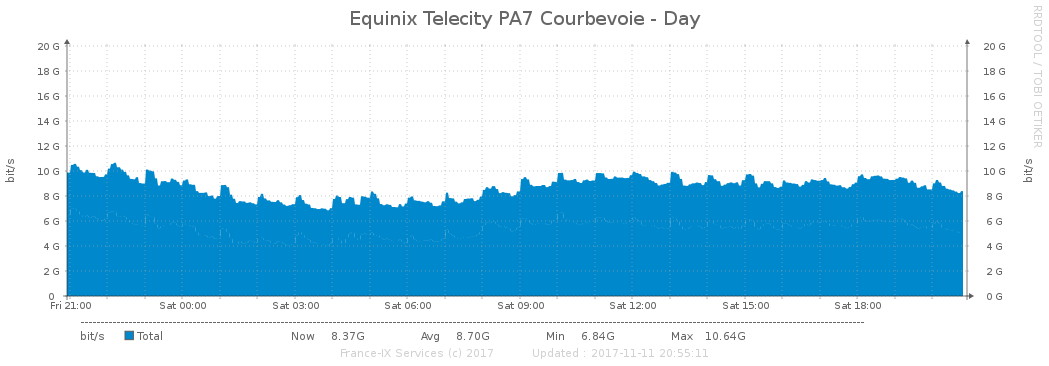 Equinix Telecity PA7 Courbevoie - Day
RRDTOOL / TOBI OETIKER
bit/s
bit/s
20 G 20 G
18 G 18 G
16 G 16 G
14 G 14 G
12 G 12 G
10 G 10 G
8 G 8 G
6 G 6 G
4 G 4 G
2 G 2 G
0 0 G
Fri 21:00 Sat 00:00 Sat 03:00 Sat 06:00 Sat 09:00 Sat 12:00 Sat 15:00 Sat 18:00
bit/s Total Now 8.37G Avg 8.70G Min 6.84G Max 10.64G
France-IX Services (c) 2017 Updated : 2017-11-11 20:55:11